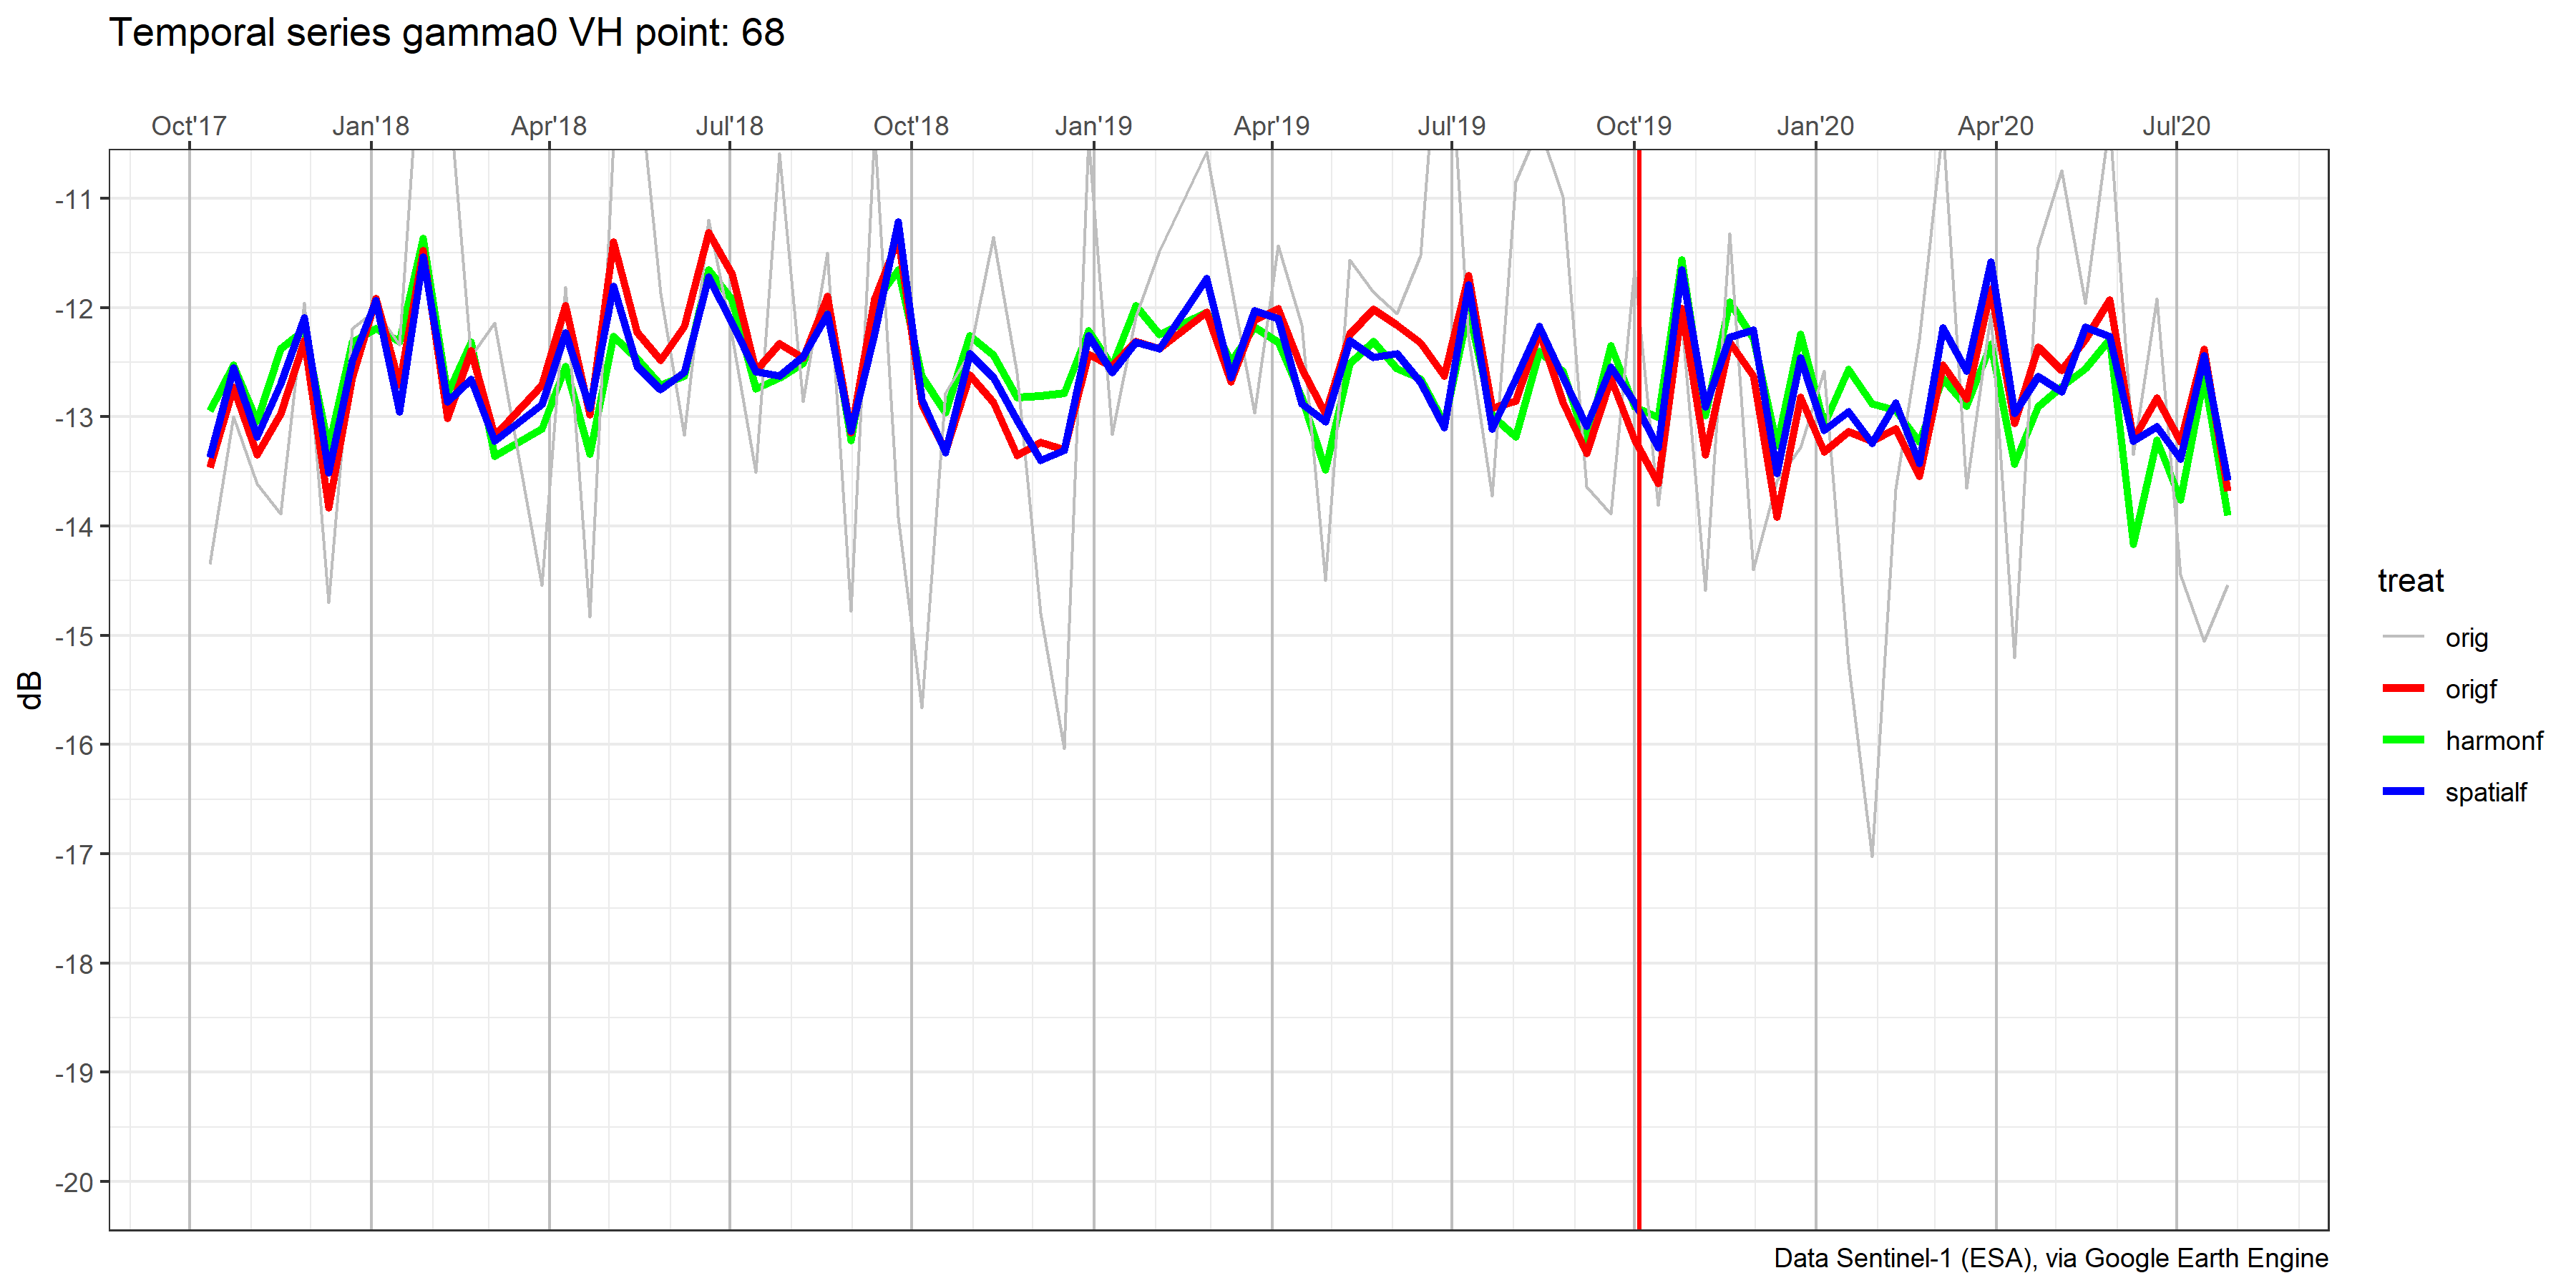 Temporal series gamma0 VH point: 68
Oct'17 Jan'18 Apr'18 Jul'18 Oct'18 Jan'19 Apr'19 Jul'19 Oct'19 Jan'20 Apr'20 Jul'20
-11
-12
-13
-14
-15
-16
-17
-18
-19
-20
dB
treat
orig
origf
harmonf
spatialf
Data Sentinel-1 (ESA), via Google Earth Engine